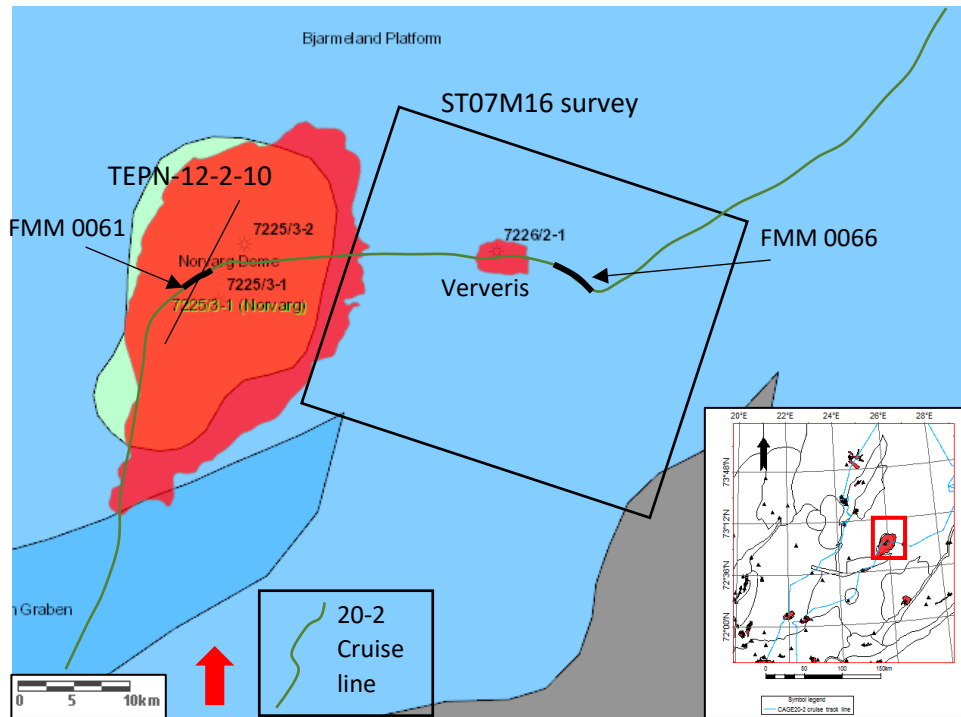 Bjarmeland Platform
ST07M16 survey
TEPN-12-2-10
FMM 0061
7225/3-2
7226/2-1
FMM 0066
Norvarg Dome
7225/3-1
Ververis
7225/3-1 (Norvarg)
n Graben
20-2
Cruise
line
0 5 10km
20°E 22°E 24°E 26°E 28°E
73°48'N
73°12'N
72°36'N
72°00'N
0 50 100 150km
Symbol legend
CAGE20-2 cruise track line